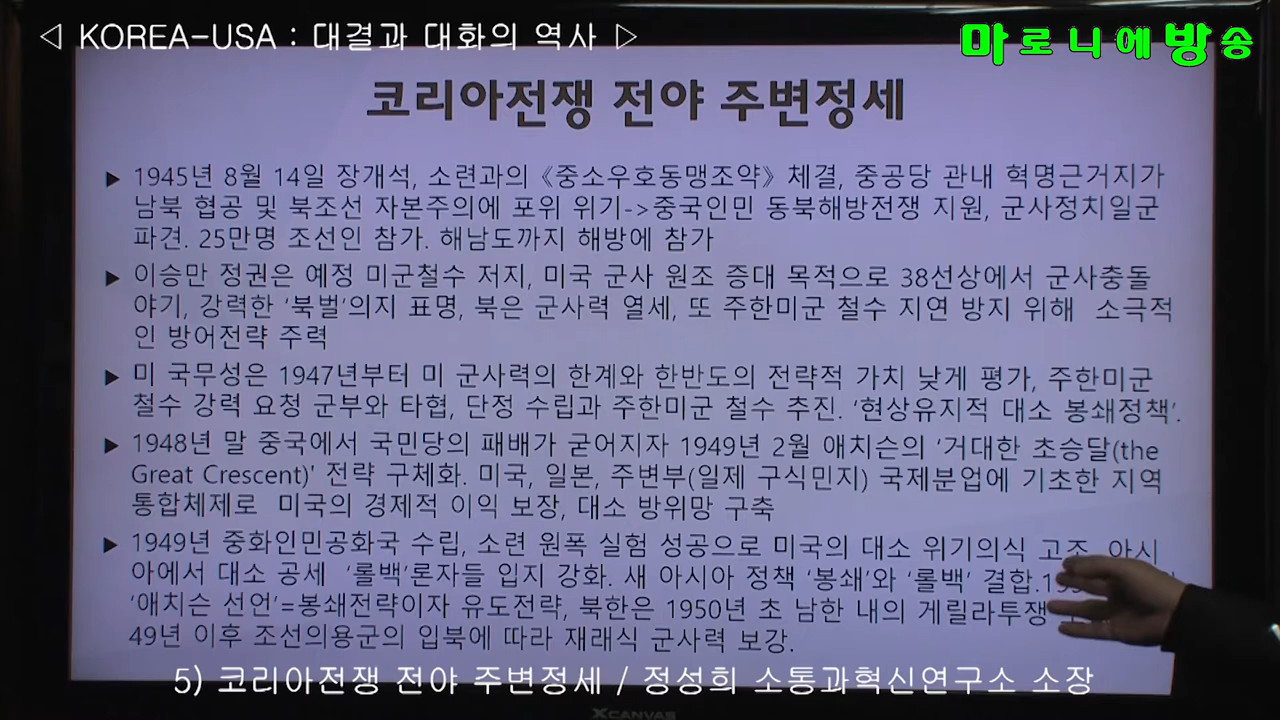 ◁ KOREA-USA : 대결과 대화의 역사 ▷
마로니에방송
코리아전쟁 전야 주변정세
▶ 1945년 8월 14일 장개석, 소련과의 《중소우호동맹조약》 체결, 중공당 관내 혁명근거지가
남북 협공 및 북조선 자본주의에 포위 위기->중국인민 동북해방전쟁 지원, 군사정치일군
파견. 25만명 조선인 참가. 해남도까지 해방에 참가
▶ 이승만 정권은 예정 미군철수 저지, 미국 군사 원조 증대 목적으로 38선상에서 군사충돌
야기, 강력한 '북벌'의지 표명, 북은 군사력 열세, 또 주한미군 철수 지연 방지 위해 소극적
인 방어전략 주력
▶ 미 국무성은 1947년부터 미 군사력의 한계와 한반도의 전략적 가치 낮게 평가, 주한미군
철수 강력 요청 군부와 타협, 단정 수립과 주한미군 철수 추진. '현상유지적 대소 봉쇄정책'.
▶ 1948년 말 중국에서 국민당의 패배가 굳어지자 1949년 2월 애치슨의 '거대한 초승달(the
Great Crescent)' 전략 구체화. 미국, 일본, 주변부(일제 구식민지) 국제분업에 기초한 지역
통합체제로 미국의 경제적 이익 보장, 대소 방위망 구축
▶ 1949년 중화인민공화국 수립, 소련 원폭 실험 성공으로 미국의 대소 위기의식 고조. 아시
아에서 대소 공세 '롤백'론자들 입지 강화. 새 아시아 정책 '봉쇄'와 '롤백' 결합.
'애치슨 선언'=봉쇄전략이자 유도전략, 북한은 1950년 초 남한 내의 게릴라투쟁
49년 이후 조선의용군의 입북에 따라 재래식 군사력 보강.
5) 코리아전쟁 전야 주변정세 / 정성희 소통과혁신연구소 소장
XCANVAS